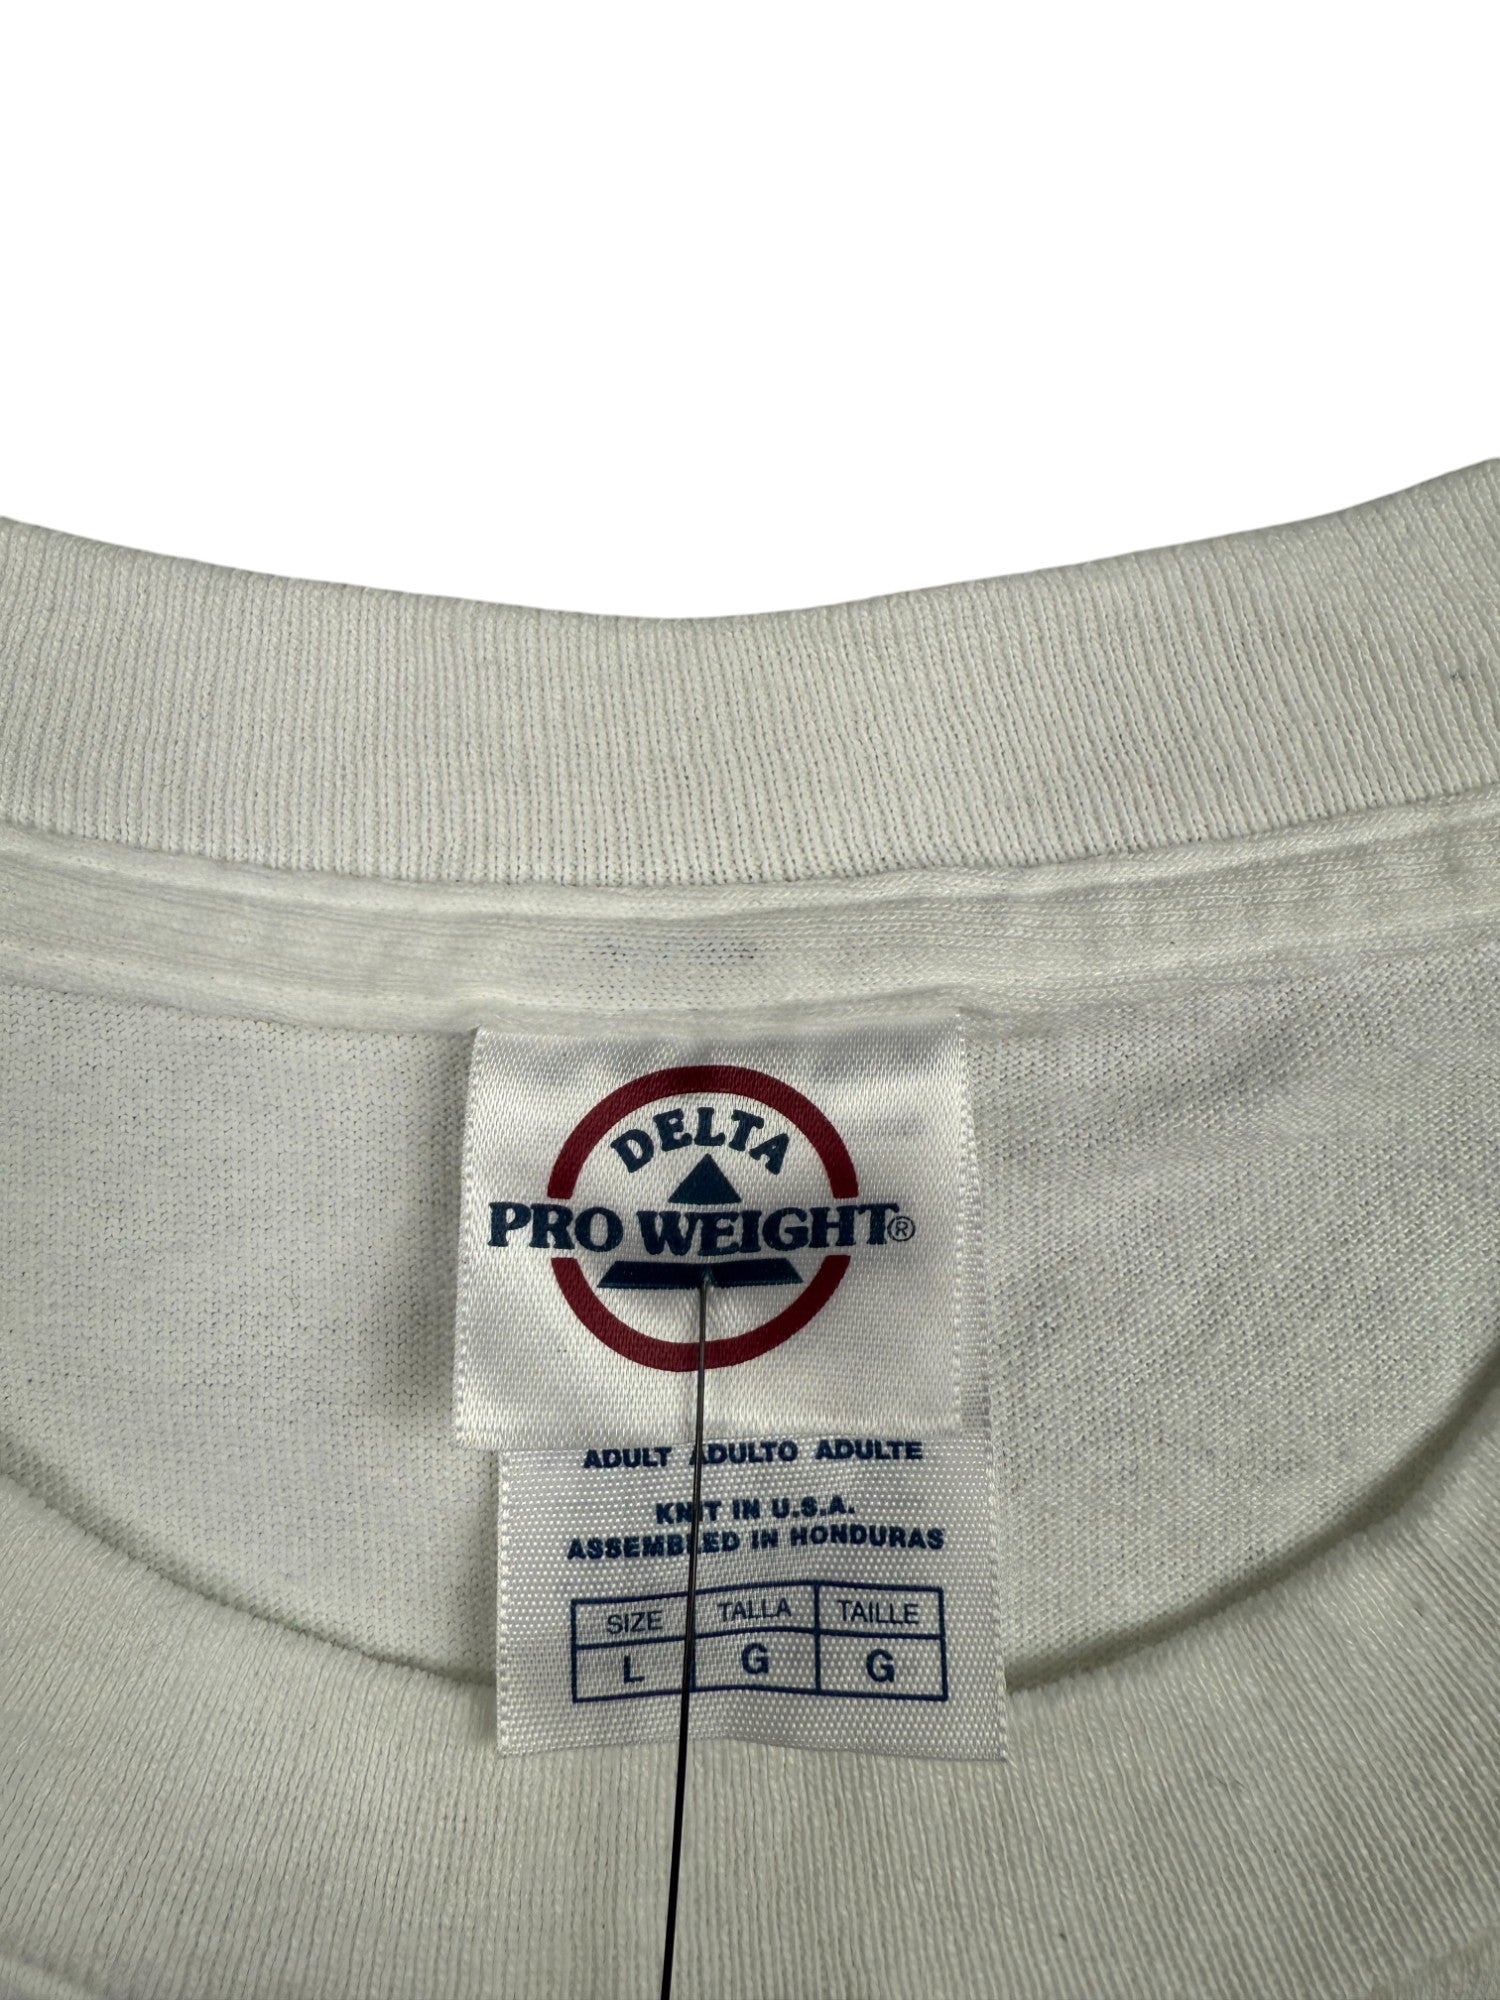 DELTA
PRO WEIGHT®
ADULT ADULTO ADULTE
KNIT IN U.S.A.
ASSEMBLED IN HONDURAS
SIZE TALLA TAILLE
L G G